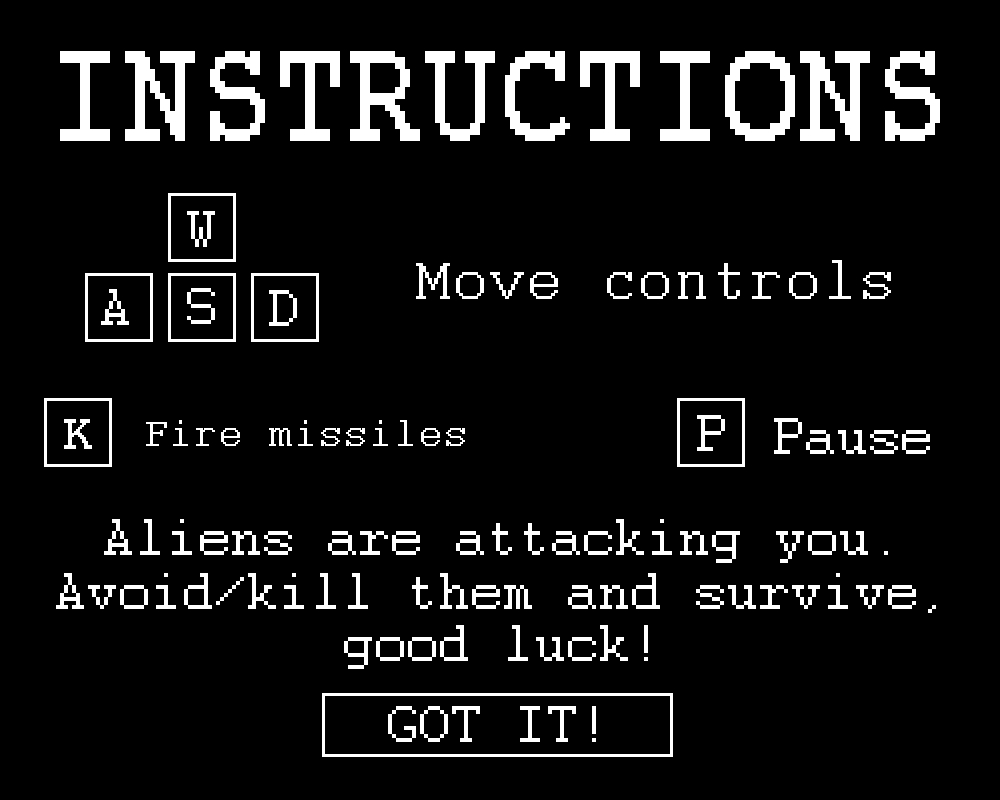 INSTRUCTIONS
W
A S D
Move controls
K Fire missiles
P Pause
Aliens are attacking you.
Avoid/kill them and survive,
good luck!
GOT IT!